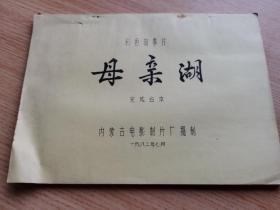 彩色故事片
母亲湖
完成台本
内蒙古电影制片厂摄制
一九八二年七月